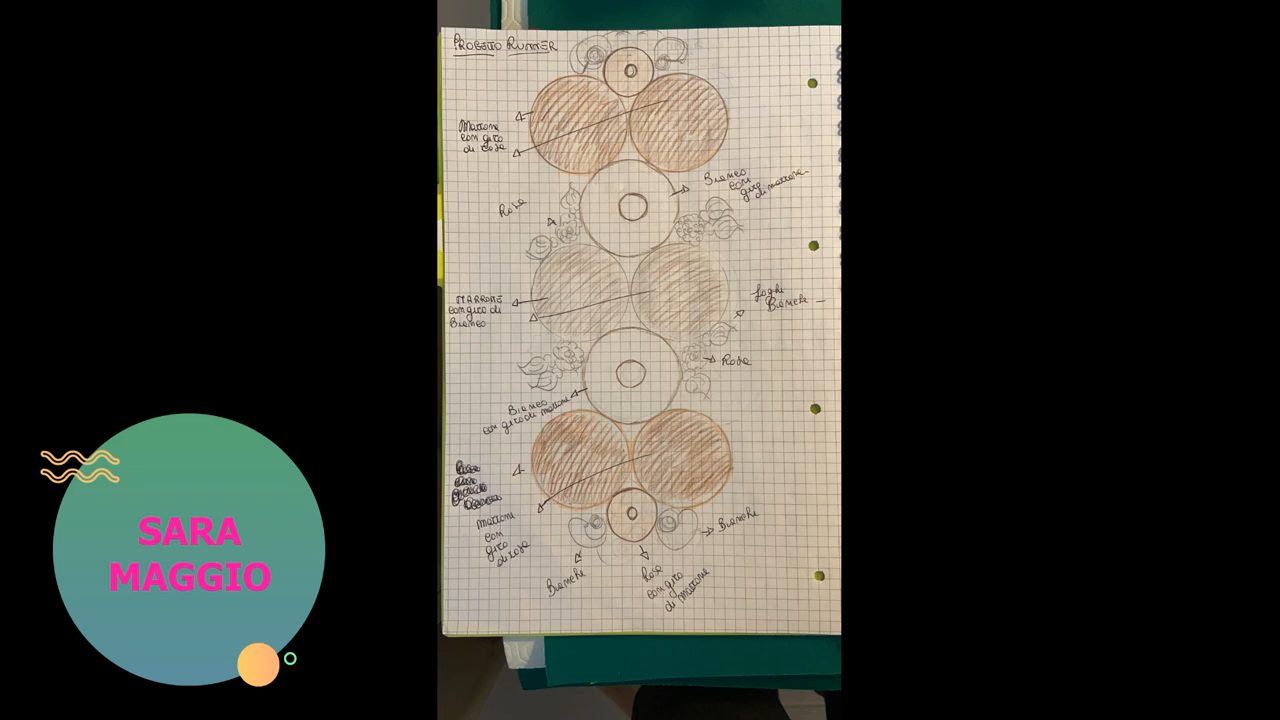 PROGETTO RUNNER
Marrone
con giro
di rosa
Bianco
con
giro
di marrone
Rosa
MARRONE
con giro di
Bianco
foglie
Bianche
Rosa
Bianco
con giro di marrone
marrone
con
giro
di rosa
Bianche
Bianche
Rosa
con giro
di marrone
SARA
MAGGIO